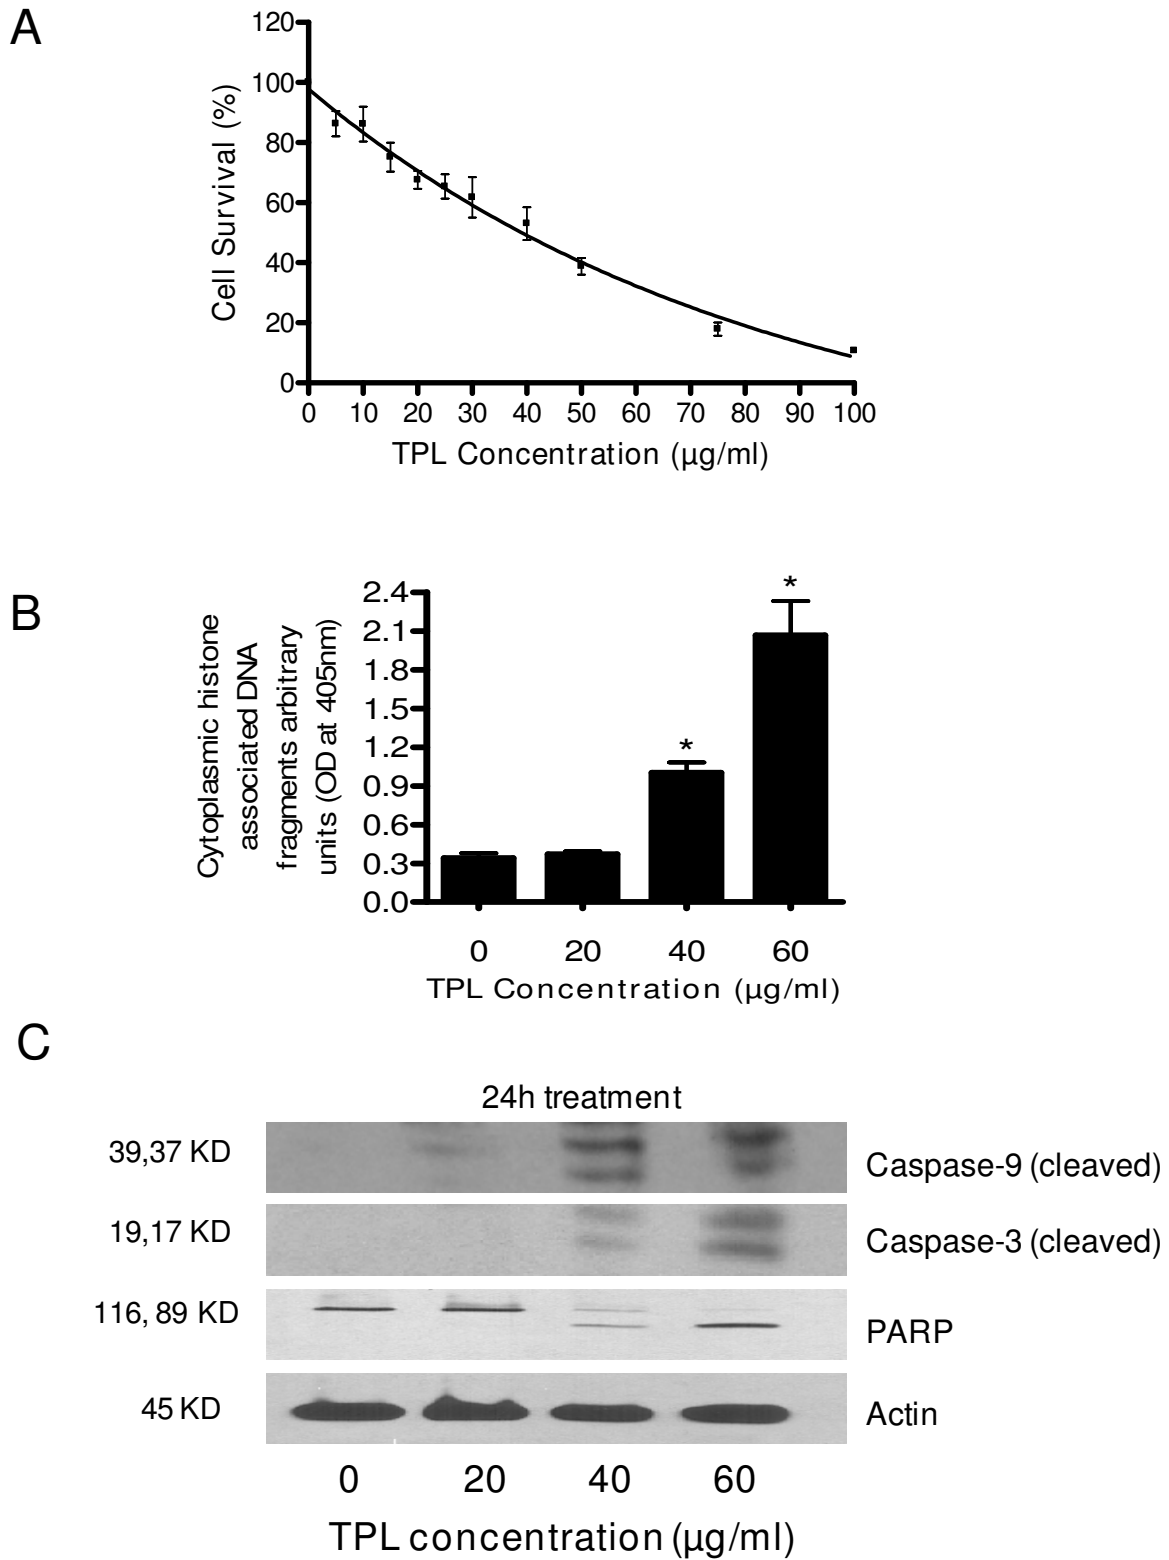 A
120
100
80
60
40
20
0
Cell Survival (%)
0 10 20 30 40 50 60 70 80 90 100
TPL Concentration (µg/ml)
B
2.4
2.1
1.8
1.5
1.2
0.9
0.6
0.3
0.0
Cytoplasmic histone
associated DNA
fragments arbitrary
units (OD at 405nm)
*
*
0 20 40 60
TPL Concentration (µg/ml)
C
24h treatment
39,37 KD
Caspase-9 (cleaved)
19,17 KD
Caspase-3 (cleaved)
116, 89 KD
PARP
45 KD
Actin
0 20 40 60
TPL concentration (µg/ml)